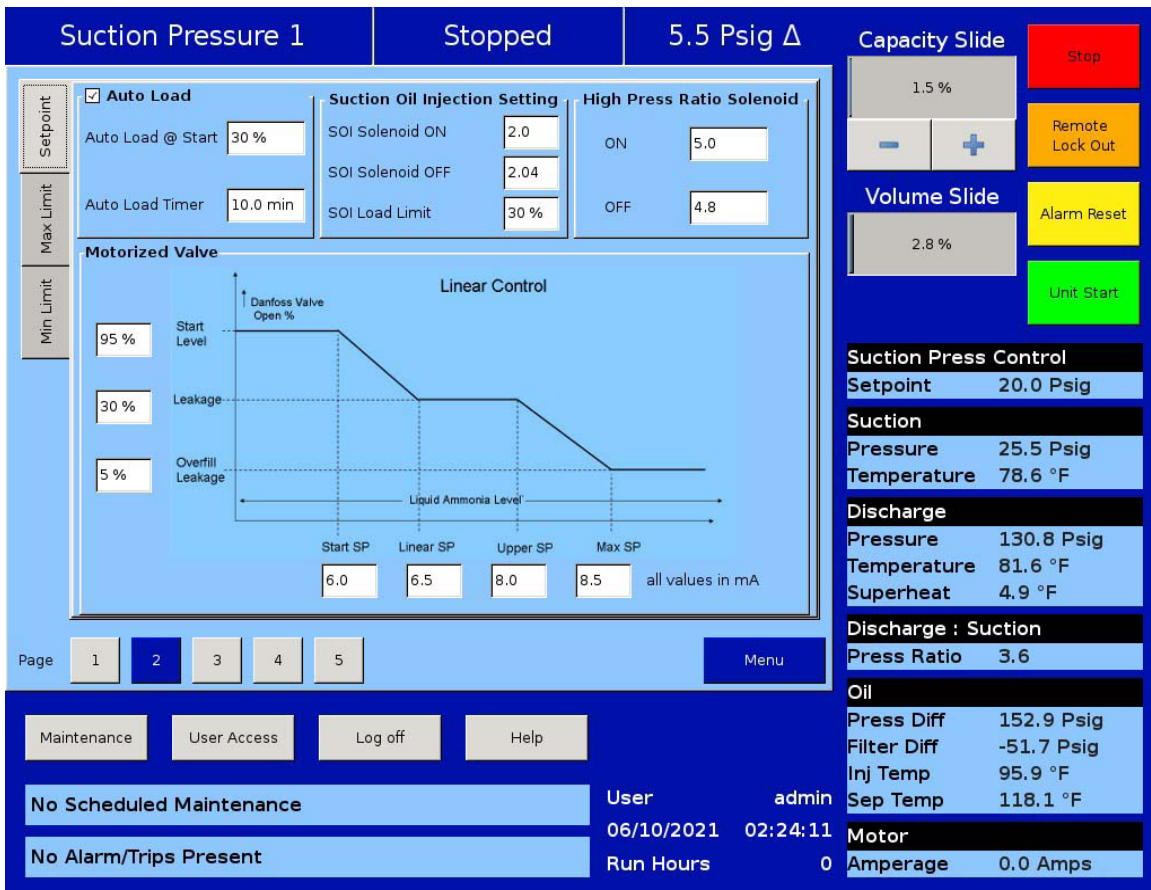 Suction Pressure 1
Stopped
5.5 Psig Δ
Capacity Slide
Stop
1.5 %
Remote
Lock Out
Volume Slide
2.8 %
Alarm Reset
Unit Start
Setpoint
Max Limit
Min Limit
Auto Load
Auto Load @ Start 30 %
Auto Load Timer 10.0 min
Suction Oil Injection Setting
SOI Solenoid ON 2.0
SOI Solenoid OFF 2.04
SOI Load Limit 30 %
High Press Ratio Solenoid
ON 5.0
OFF 4.8
Motorized Valve
Linear Control
Danfoss Valve
Open %
95 %
Start
Level
30 %
Leakage
5 %
Overfill
Leakage
Liquid Ammonia Level
Start SP Linear SP Upper SP Max SP
6.0 6.5 8.0 8.5 all values in mA
Page 1 2 3 4 5 Menu
Maintenance User Access Log off Help
No Scheduled Maintenance
No Alarm/Trips Present
User admin
06/10/2021 02:24:11
Run Hours 0
Suction Press Control
Setpoint 20.0 Psig
Suction
Pressure 25.5 Psig
Temperature 78.6 °F
Discharge
Pressure 130.8 Psig
Temperature 81.6 °F
Superheat 4.9 °F
Discharge : Suction
Press Ratio 3.6
Oil
Press Diff 152.9 Psig
Filter Diff -51.7 Psig
Inj Temp 95.9 °F
Sep Temp 118.1 °F
Motor
Amperage 0.0 Amps